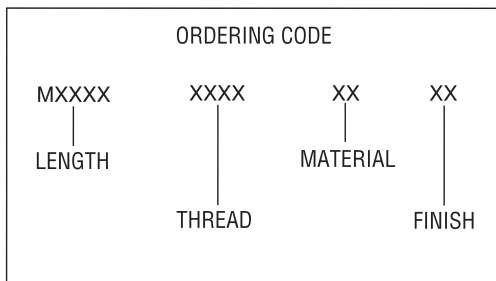 ORDERING CODE
MXXXX XXXX XX XX
LENGTH MATERIAL
THREAD FINISH